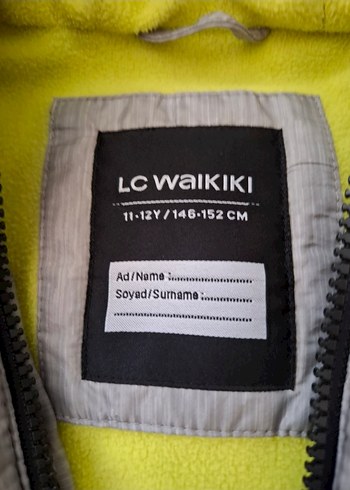 LC WAIKIKI
11-12Y / 146-152 CM
Ad/Name :..........................
Soyad/Surname :................
............................................